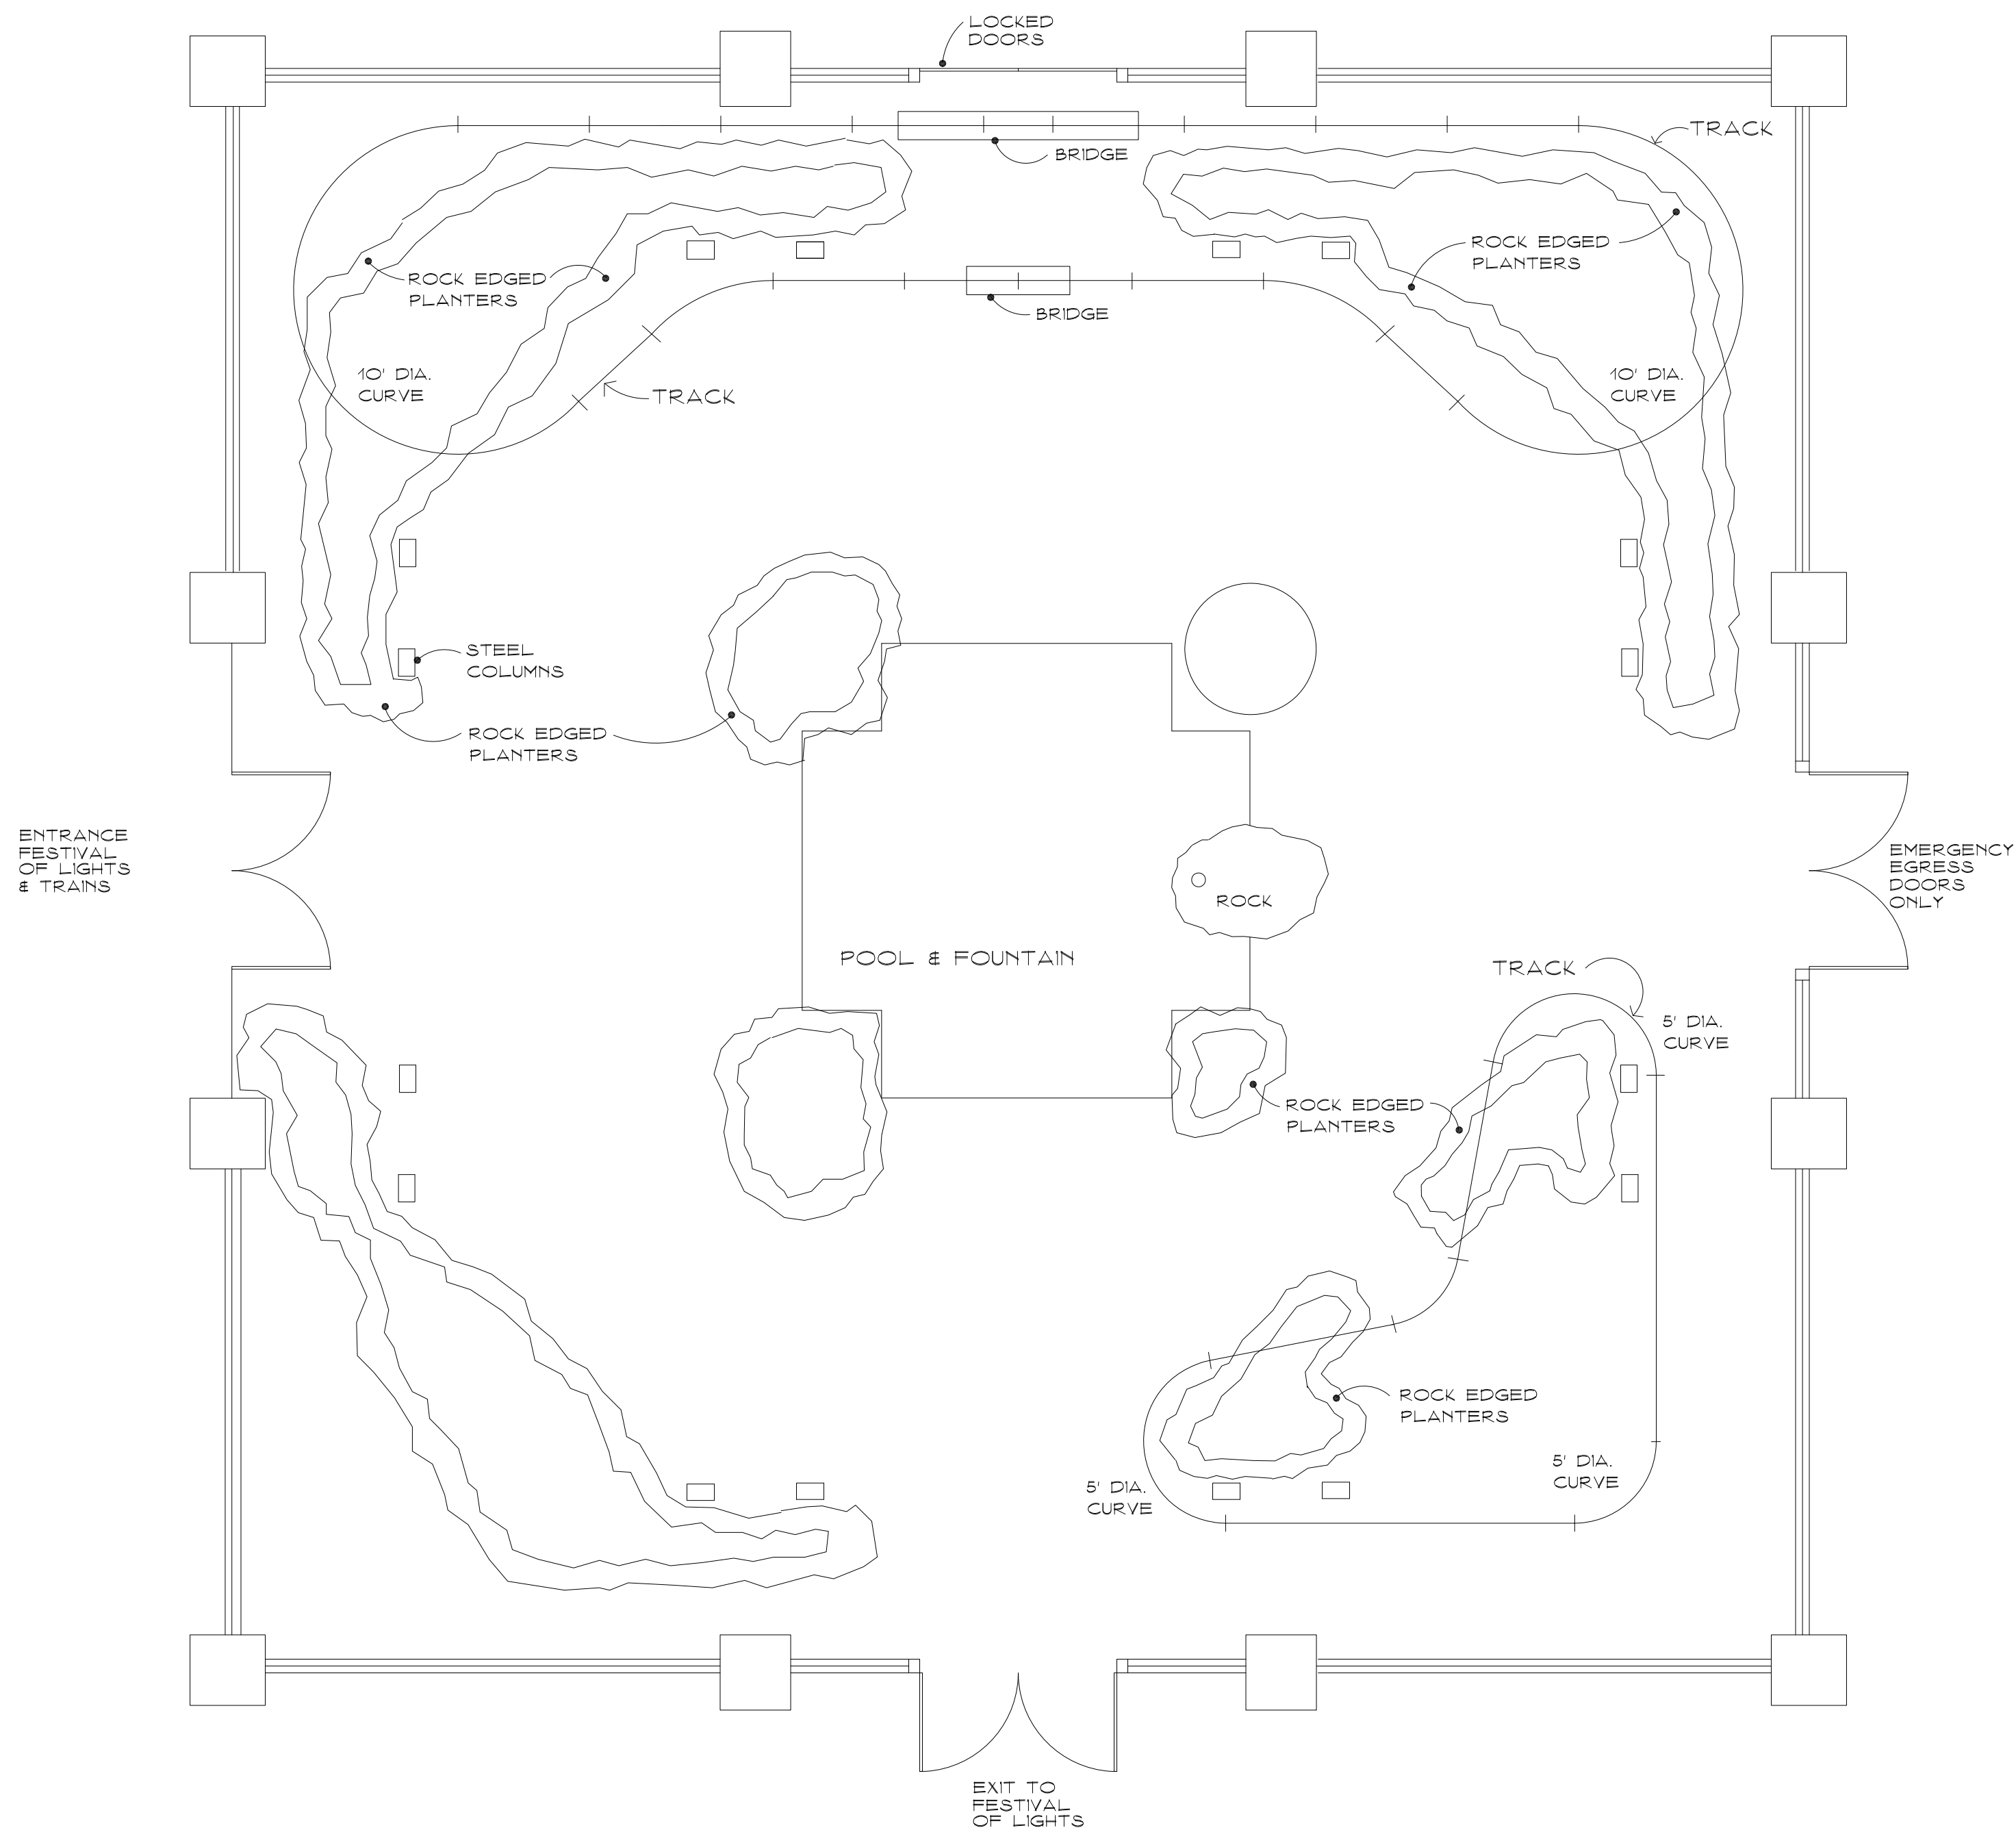 LOCKED
DOORS
TRACK
BRIDGE
ROCK EDGED
PLANTERS
ROCK EDGED
PLANTERS
BRIDGE
10' DIA.
CURVE
10' DIA.
CURVE
TRACK
STEEL
COLUMNS
ROCK EDGED
PLANTERS
ENTRANCE
FESTIVAL
OF LIGHTS
& TRAINS
EMERGENCY
EGRESS
DOORS
ONLY
ROCK
POOL & FOUNTAIN
TRACK
5' DIA.
CURVE
ROCK EDGED
PLANTERS
ROCK EDGED
PLANTERS
5' DIA.
CURVE
5' DIA.
CURVE
EXIT TO
FESTIVAL
OF LIGHTS